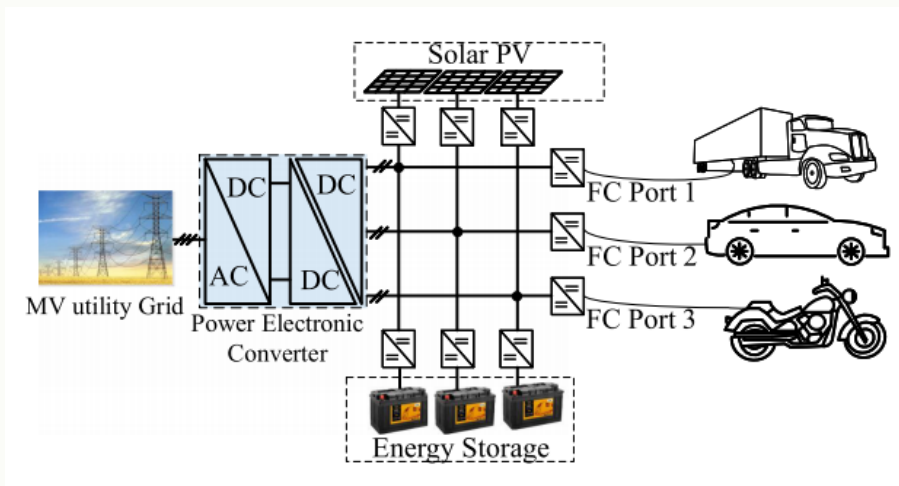 Solar PV
DC
DC
FC Port 1
FC Port 2
AC
DC
MV utility Grid
Power Electronic
Converter
FC Port 3
Energy Storage